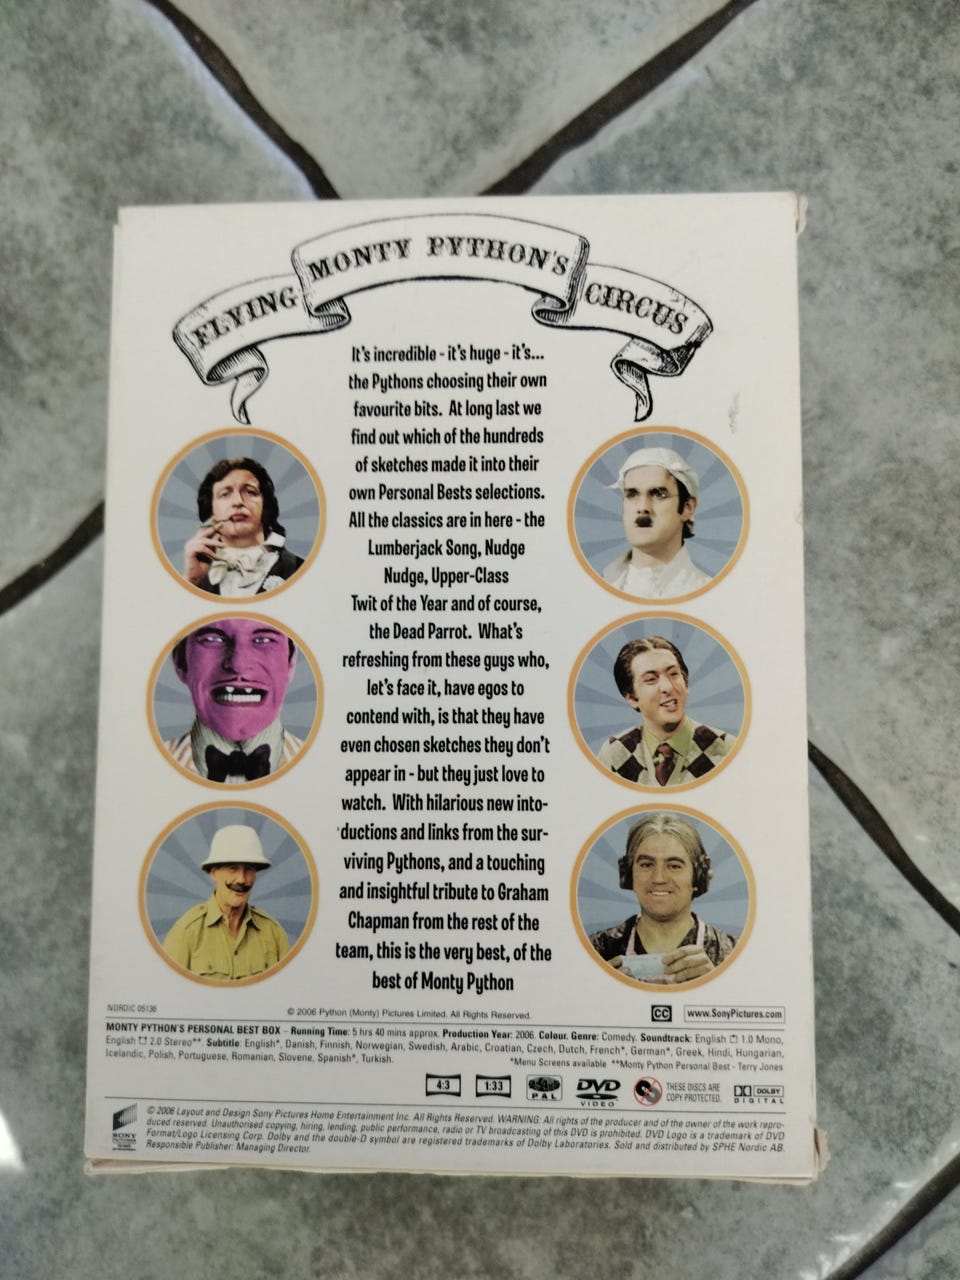 FLYING MONTY PYTHON'S CIRCUS
It's incredible - it's huge - it's...
the Pythons choosing their own
favourite bits. At long last we
find out which of the hundreds
of sketches made it into their
own Personal Bests selections.
All the classics are in here - the
Lumberjack Song, Nudge
Nudge, Upper-Class
Twit of the Year and of course,
the Dead Parrot. What's
refreshing from these guys who,
let's face it, have egos to
contend with, is that they have
even chosen sketches they don't
appear in - but they just love to
watch. With hilarious new into-
ductions and links from the sur-
viving Pythons, and a touching
and insightful tribute to Graham
Chapman from the rest of the
team, this is the very best, of the
best of Monty Python
NORDIC 05136
© 2006 Python (Monty) Pictures Limited. All Rights Reserved.
CC www.SonyPictures.com
MONTY PYTHON'S PERSONAL BEST BOX – Running Time: 5 hrs 40 mins approx. Production Year: 2006. Colour. Genre: Comedy. Soundtrack: English 1.0 Mono,
English 2.0 Stereo**. Subtitle: English*, Danish, Finnish, Norwegian, Swedish, Arabic, Croatian, Czech, Dutch, French*, German*, Greek, Hindi, Hungarian,
Icelandic, Polish, Portuguese, Romanian, Slovene, Spanish*, Turkish.
*Menu Screens available **Monty Python Personal Best - Terry Jones
4:3 1:33 PAL DVD VIDEO THESE DISCS ARE COPY PROTECTED. DOLBY DIGITAL
SONY
© 2006 Layout and Design Sony Pictures Home Entertainment Inc. All Rights Reserved. WARNING: All rights of the producer and of the owner of the work repro-
duced reserved. Unauthorised copying, hiring, lending, public performance, radio or TV broadcasting of this DVD is prohibited. DVD Logo is a trademark of DVD
Format/Logo Licensing Corp. Dolby and the double-D symbol are registered trademarks of Dolby Laboratories. Sold and distributed by SPHE Nordic AB.
Responsible Publisher: Managing Director.